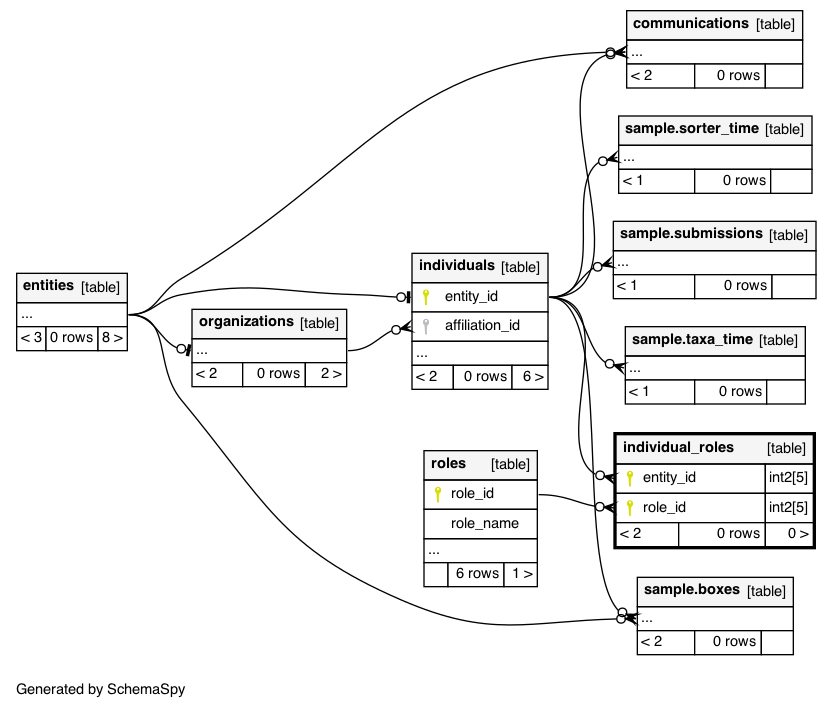 communications [table]
...
< 2 0 rows
sample.sorter_time [table]
...
< 1 0 rows
sample.submissions [table]
...
< 1 0 rows
entities [table]
...
< 3 0 rows 8 >
organizations [table]
...
< 2 0 rows 2 >
individuals [table]
entity_id
affiliation_id
...
< 2 0 rows 6 >
sample.taxa_time [table]
...
< 1 0 rows
roles [table]
role_id
role_name
...
6 rows 1 >
individual_roles [table]
entity_id int2[5]
role_id int2[5]
< 2 0 rows 0 >
sample.boxes [table]
...
< 2 0 rows
Generated by SchemaSpy